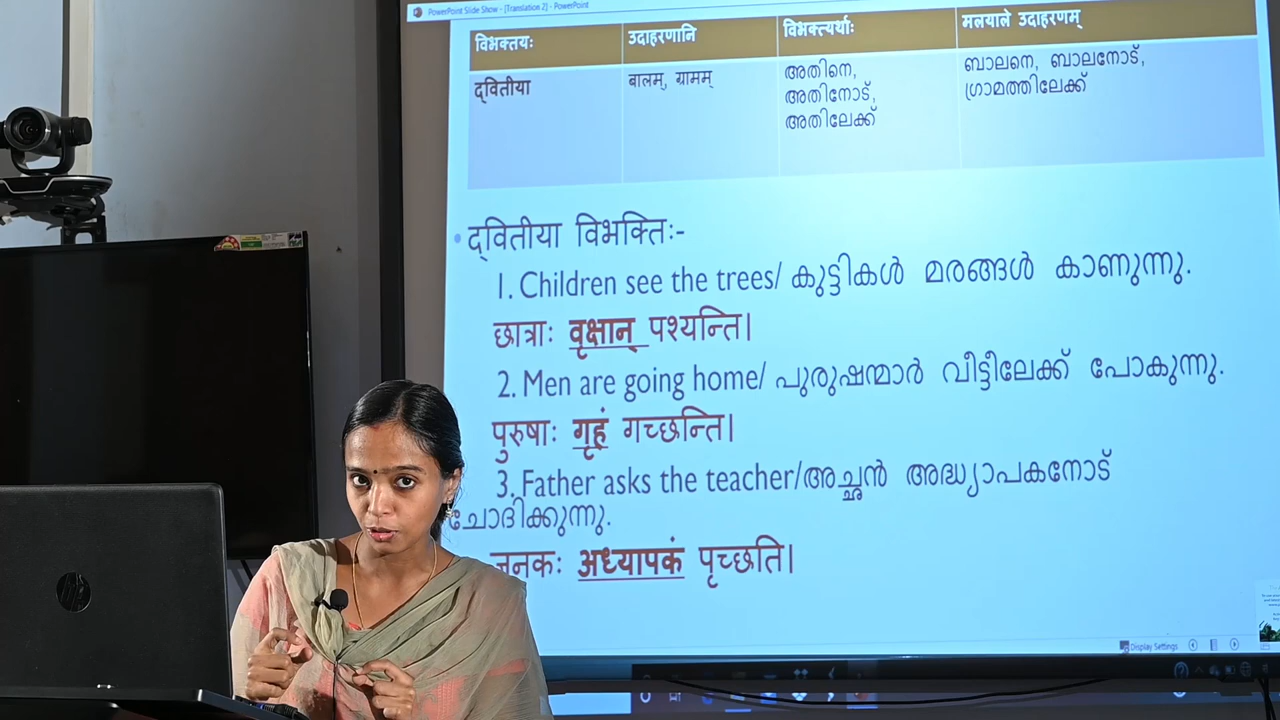 PowerPoint Slide Show - [Translation 2] - PowerPoint
विभक्तयः उदाहरणानि विभक्त्यर्थाः मलयाले उदाहरणम्
द्वितीया बालम्, ग्रामम् അതിനെ, ബാലനെ, ബാലനോട്,
അതിനോട്, ഗ്രാമത്തിലേക്ക്
അതിലേക്ക്
• द्वितीया विभक्तिः-
1. Children see the trees/ കുട്ടികൾ മരങ്ങൾ കാണുന്നു.
छात्राः वृक्षान् पश्यन्ति।
2. Men are going home/ പുരുഷന്മാർ വീട്ടിലേക്ക് പോകുന്നു.
पुरुषाः गृहं गच्छन्ति।
3. Father asks the teacher/അച്ഛൻ അദ്ധ്യാപകനോട്
ചോദിക്കുന്നു.
जनकः अध्यापकं पृच्छति।
Display Settings